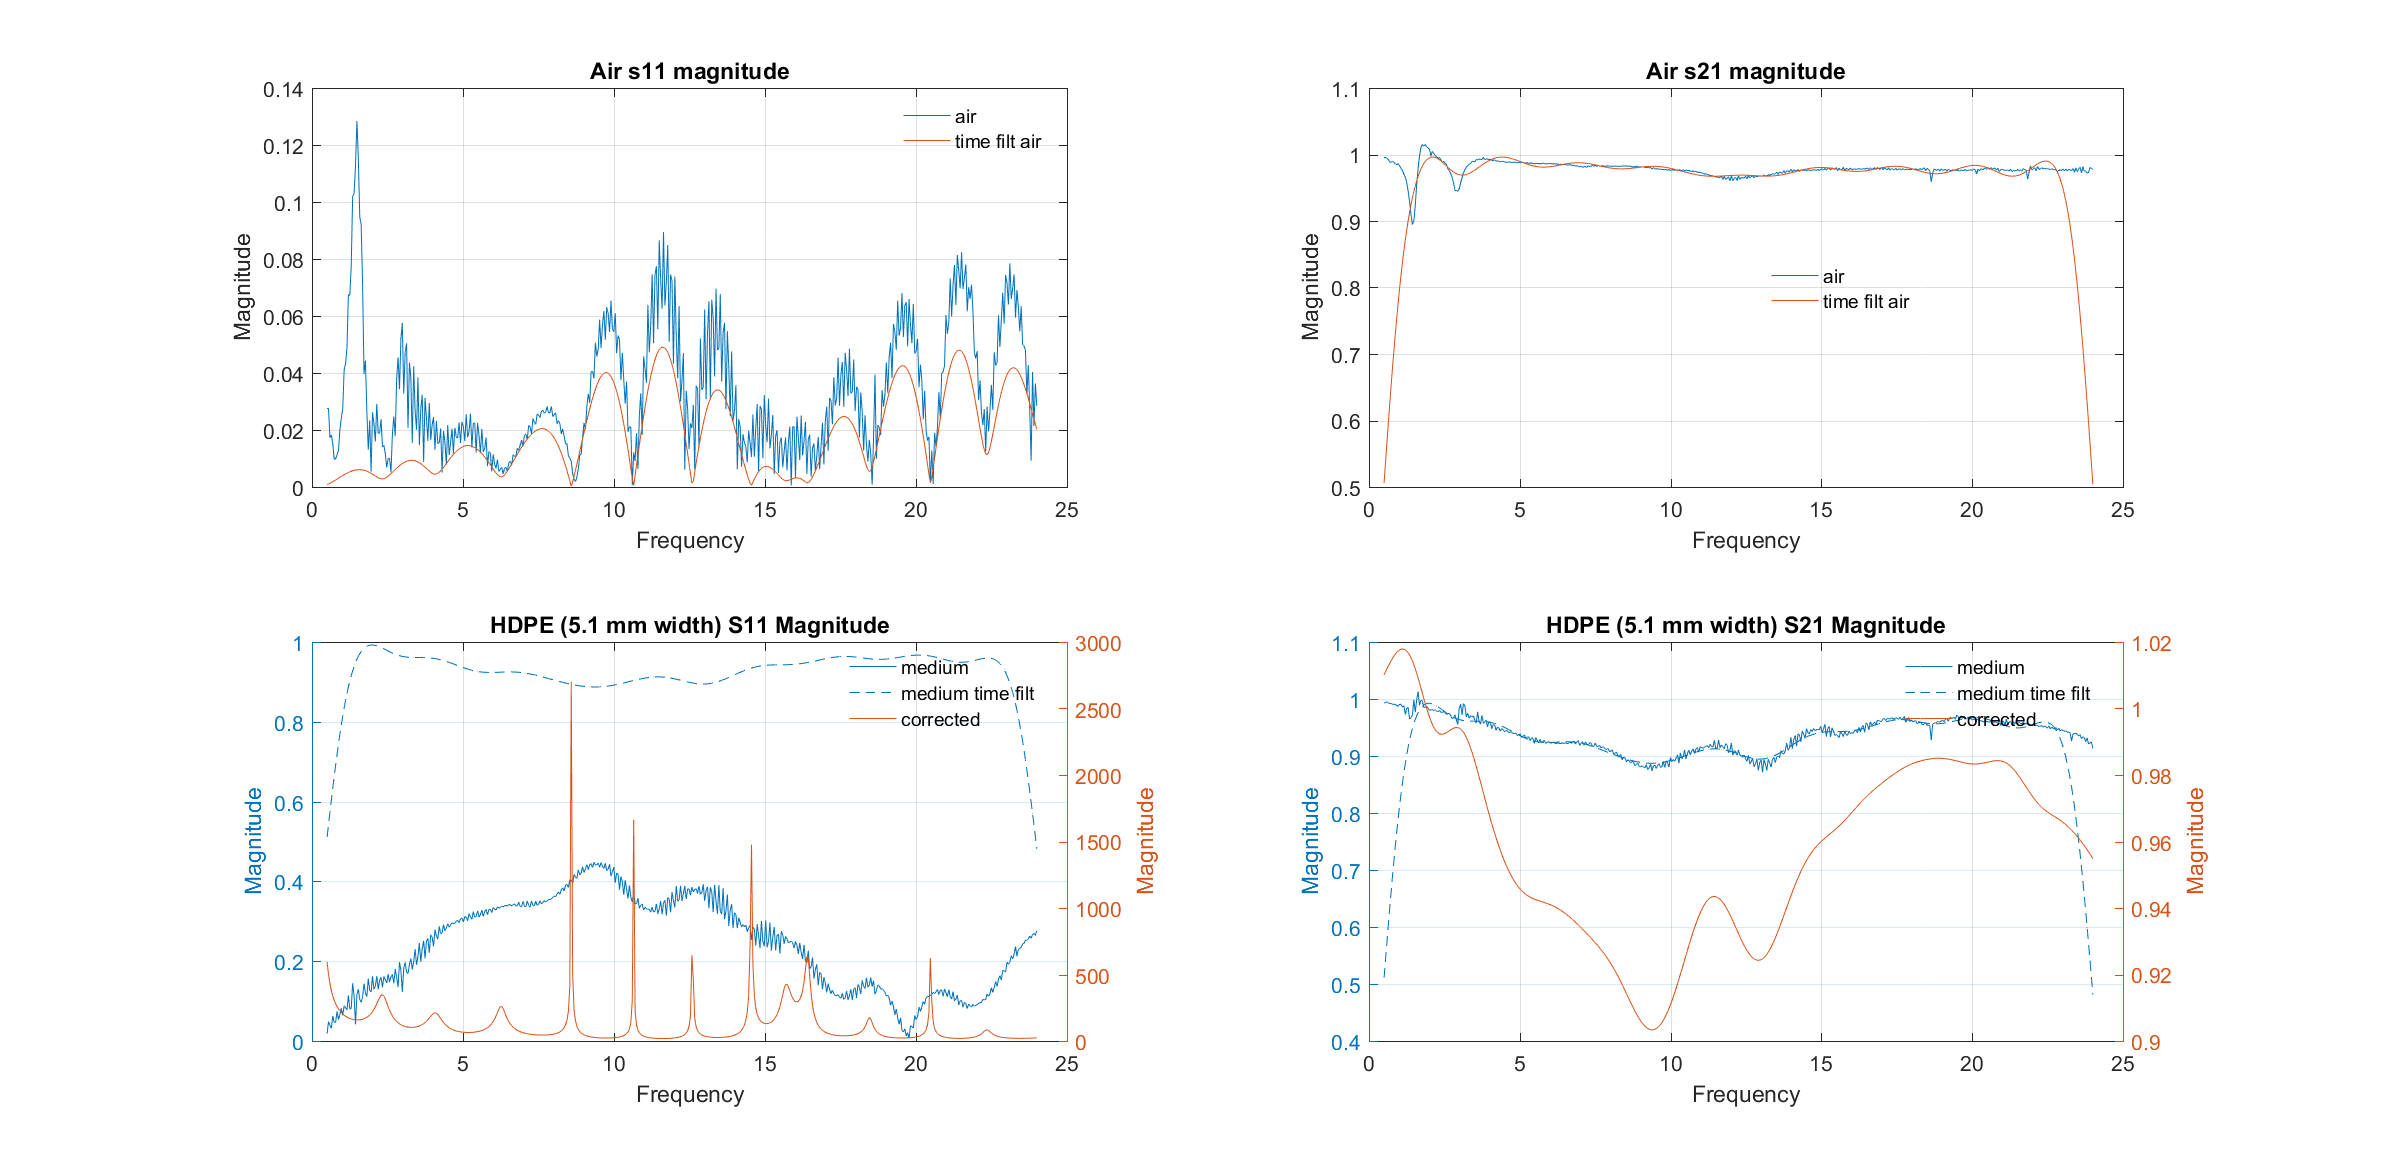 Air s11 magnitude
0.14
0.12
0.1
0.08
0.06
0.04
0.02
0
Magnitude
air
time filt air
0 5 10 15 20 25
Frequency
Air s21 magnitude
1.1
1
0.9
0.8
0.7
0.6
0.5
Magnitude
air
time filt air
0 5 10 15 20 25
Frequency
HDPE (5.1 mm width) S11 Magnitude
1
0.8
0.6
0.4
0.2
0
Magnitude
medium
medium time filt
corrected
3000
2500
2000
1500
1000
500
0
Magnitude
0 5 10 15 20 25
Frequency
HDPE (5.1 mm width) S21 Magnitude
1.1
1
0.9
0.8
0.7
0.6
0.5
0.4
Magnitude
medium
medium time filt
corrected
1.02
1
0.98
0.96
0.94
0.92
0.9
Magnitude
0 5 10 15 20 25
Frequency